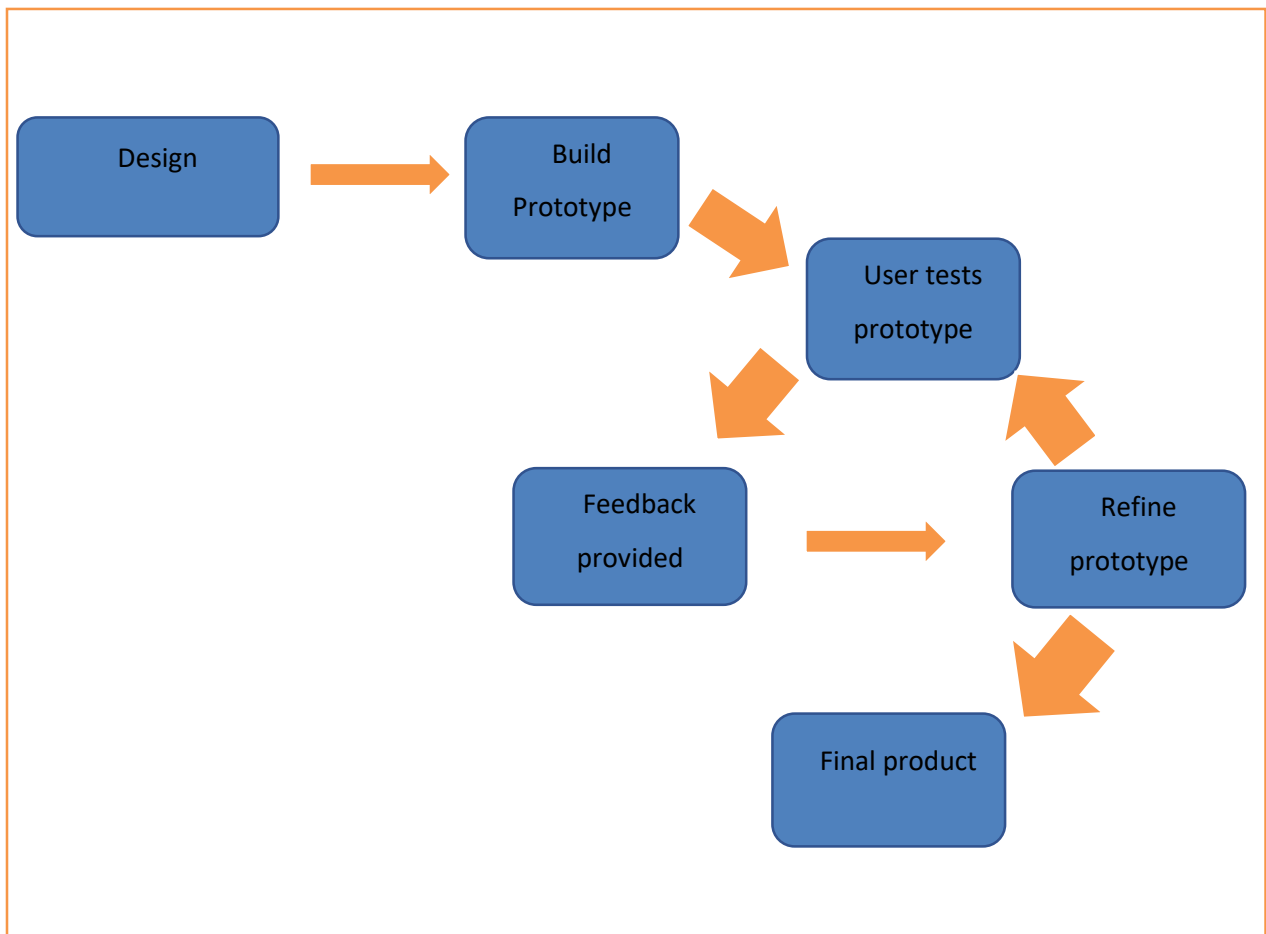 Design
Build
Prototype
User tests
prototype
Feedback
provided
Refine
prototype
Final product